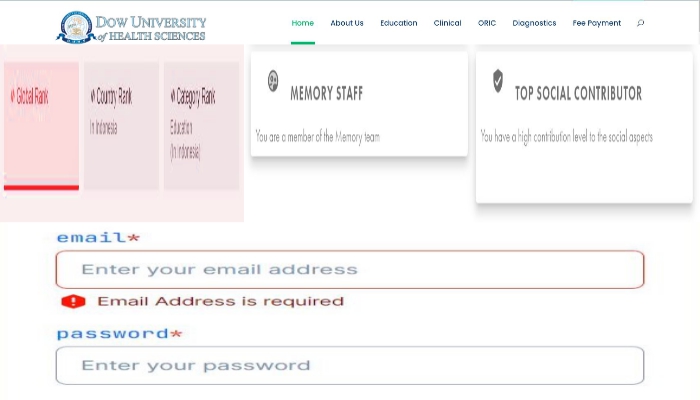 DOW UNIVERSITY
of HEALTH SCIENCES
Home About Us Education Clinical ORIC Diagnostics Fee Payment
Global Rank
Country Rank
In Indonesia
Category Rank
Education
(In Indonesia)
MEMORY STAFF
You are a member of the Memory team
TOP SOCIAL CONTRIBUTOR
You have a high contribution level to the social aspects
email*
Enter your email address
Email Address is required
password*
Enter your password